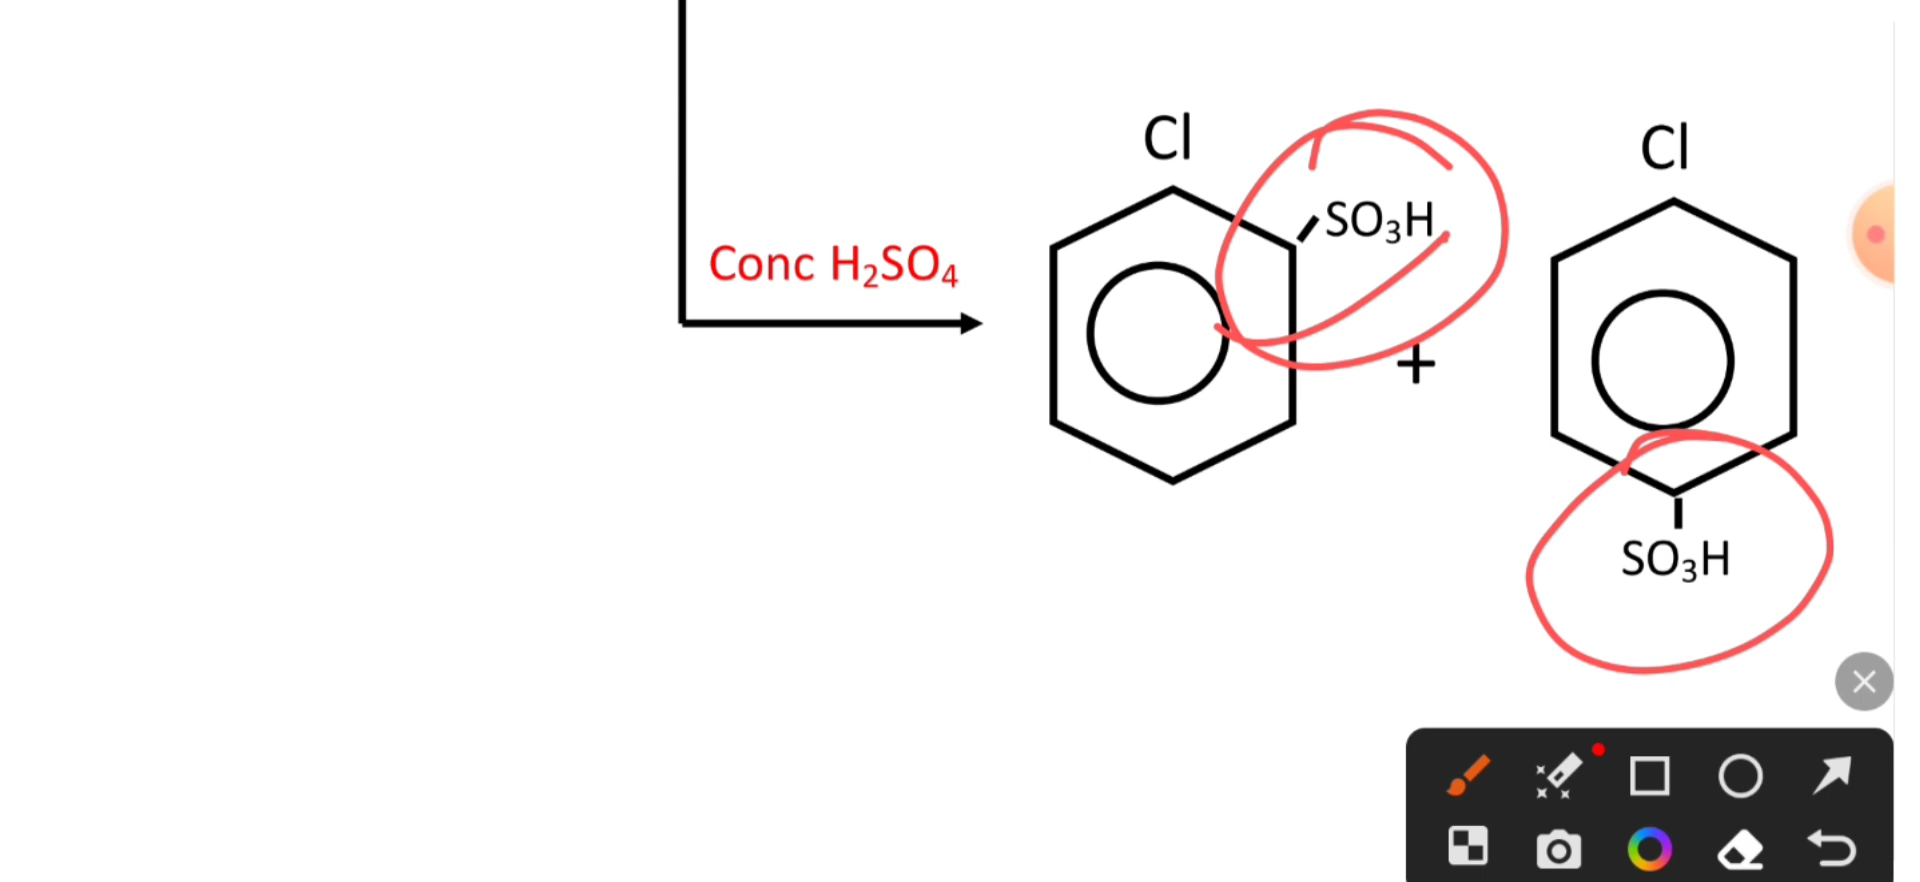 Cl
Cl
SO₃H
Conc H₂SO₄
+
SO₃H